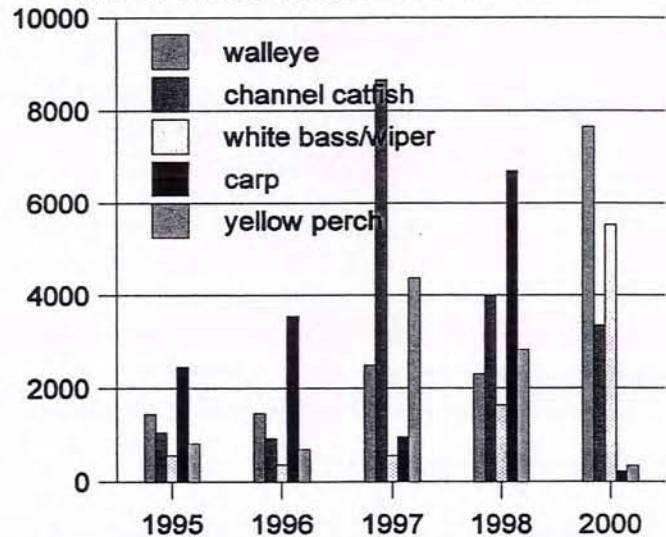 10000
8000
6000
4000
2000
0
walleye
channel catfish
white bass/wiper
carp
yellow perch
1995 1996 1997 1998 2000